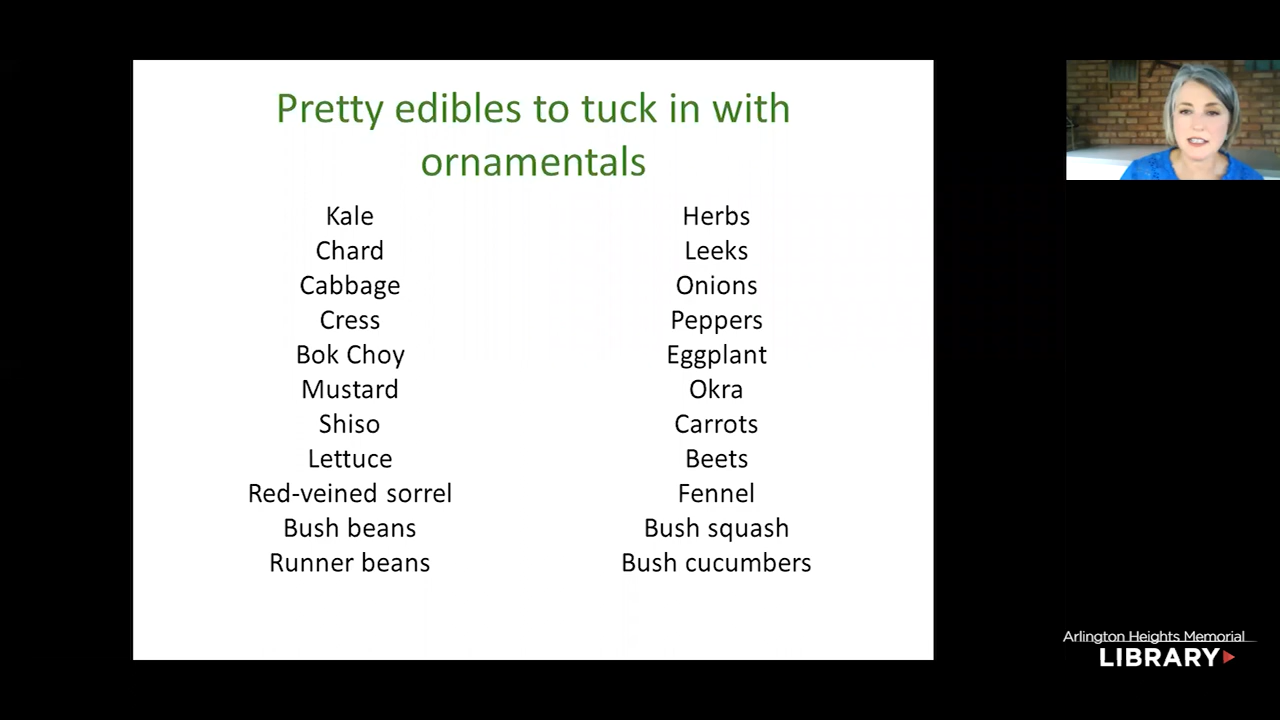 Pretty edibles to tuck in with
ornamentals
Kale
Chard
Cabbage
Cress
Bok Choy
Mustard
Shiso
Lettuce
Red-veined sorrel
Bush beans
Runner beans
Herbs
Leeks
Onions
Peppers
Eggplant
Okra
Carrots
Beets
Fennel
Bush squash
Bush cucumbers
Arlington Heights Memorial
LIBRARY